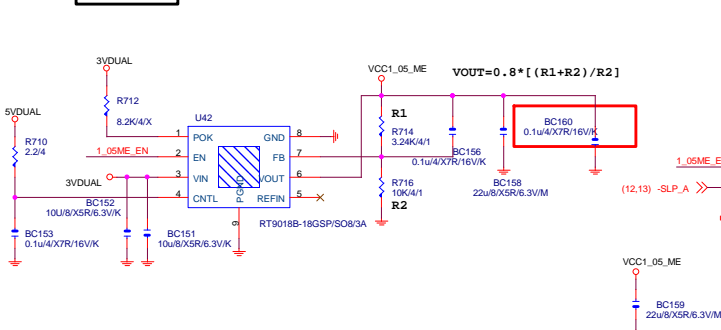 3VDUAL
VCC1_05_ME
VOUT=0.8*[(R1+R2)/R2]
5VDUAL
R712
8.2K/4/X
U42
R1
R714
3.24K/4/1
BC160
0.1u/4/X7R/16V/K
R710
2.2/4
1_05ME_EN
1
POK
GND
8
2
EN
FB
7
3
VIN
VOUT
6
4
CNTL
PGND
REFIN
5
9
BC156
0.1u/4/X7R/16V/K
1_05ME_E
3VDUAL
R716
10K/4/1
R2
BC158
22u/8/X5R/6.3V/M
(12,13) -SLP_A
BC152
10U/8/X5R/6.3V/K
RT9018B-18GSP/SO8/3A
BC153
0.1u/4/X7R/16V/K
BC151
10u/8/X5R/6.3V/K
VCC1_05_ME
BC159
22u/8/X5R/6.3V/M